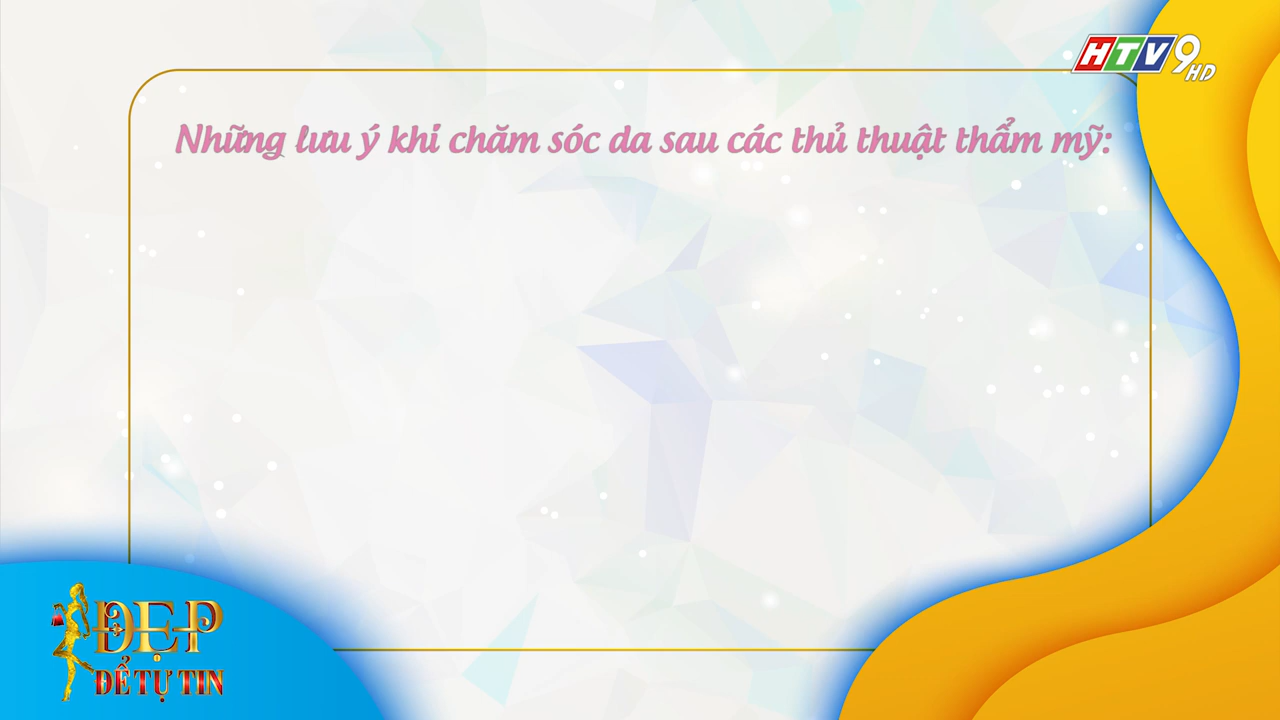 HTV9
HD
Những lưu ý khi chăm sóc da sau các thủ thuật thẩm mỹ:
ĐẸP
ĐỂ TỰ TIN